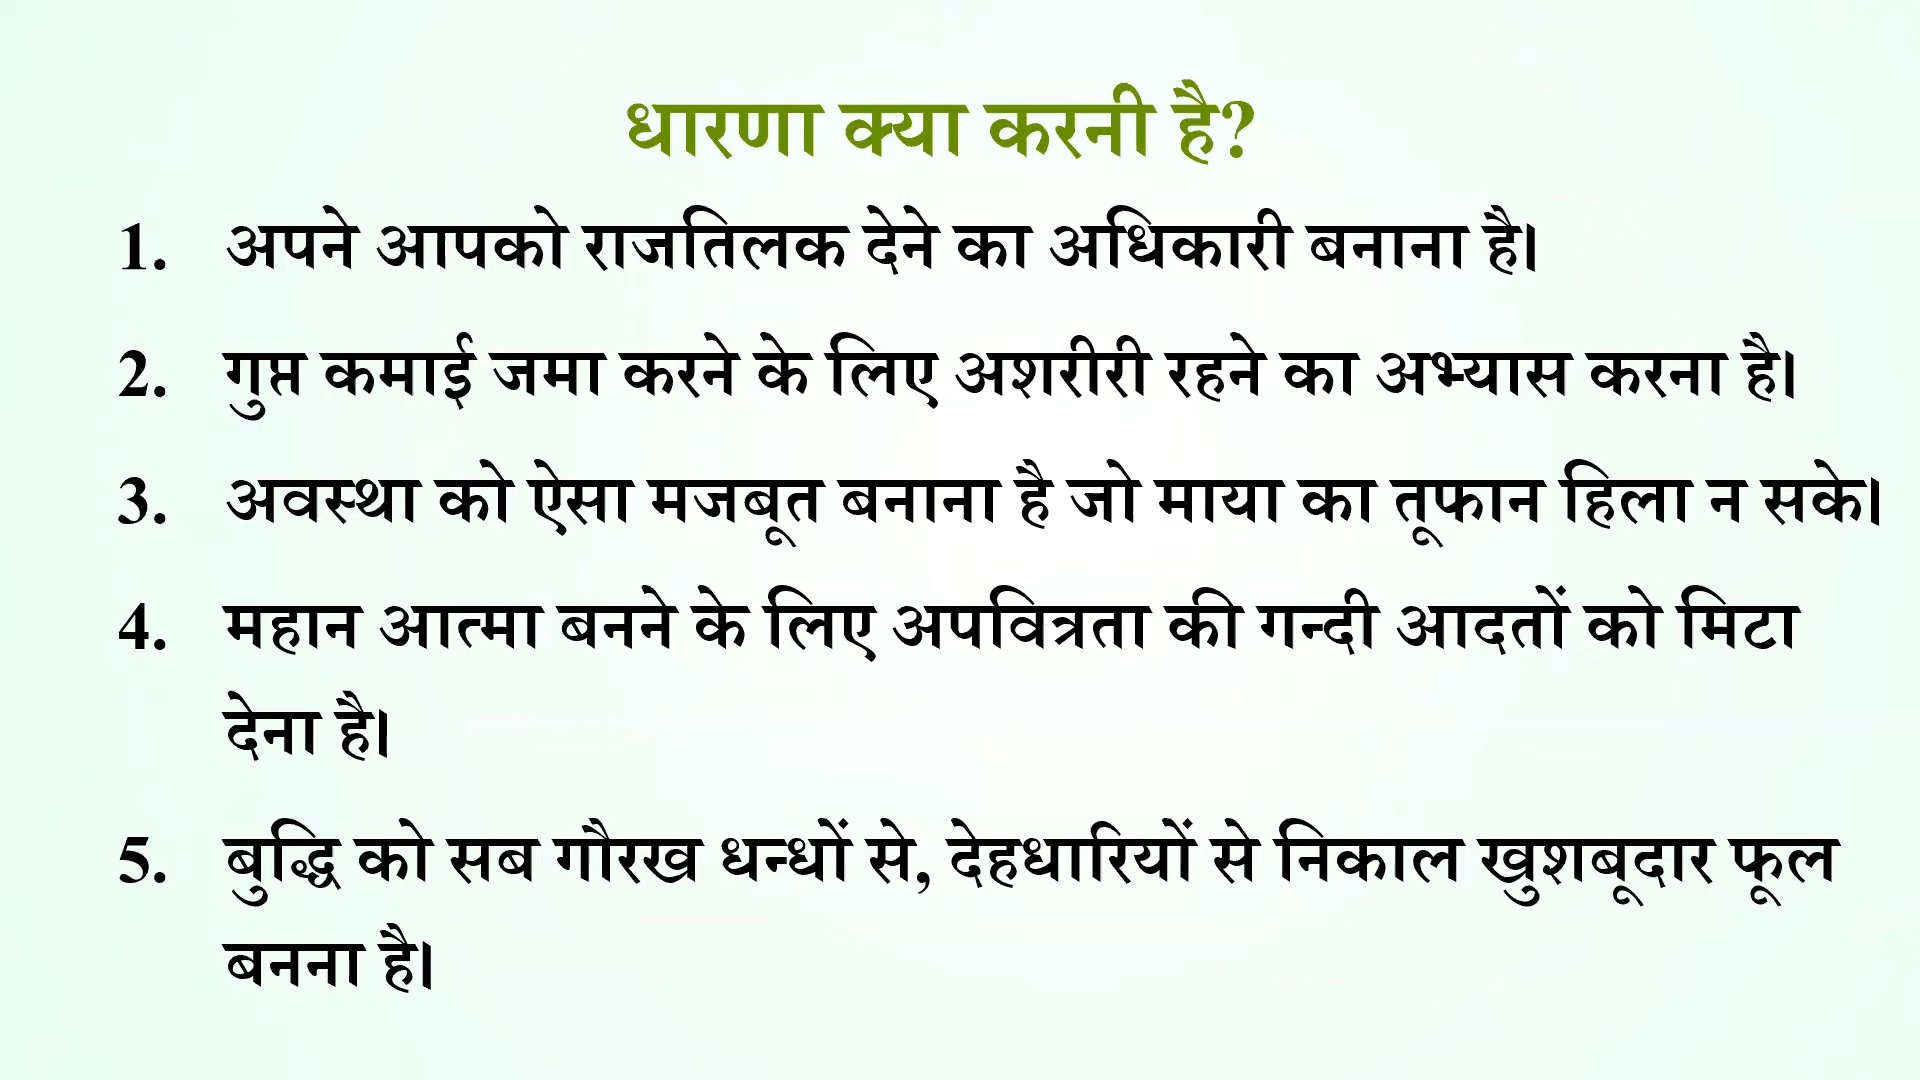 धारणा क्या करनी है?
1. अपने आपको राजतिलक देने का अधिकारी बनाना है।
2. गुप्त कमाई जमा करने के लिए अशरीरी रहने का अभ्यास करना है।
3. अवस्था को ऐसा मजबूत बनाना है जो माया का तूफान हिला न सके।
4. महान आत्मा बनने के लिए अपवित्रता की गन्दी आदतों को मिटा
देना है।
5. बुद्धि को सब गौरख धन्धों से, देहधारियों से निकाल खुशबूदार फूल
बनना है।